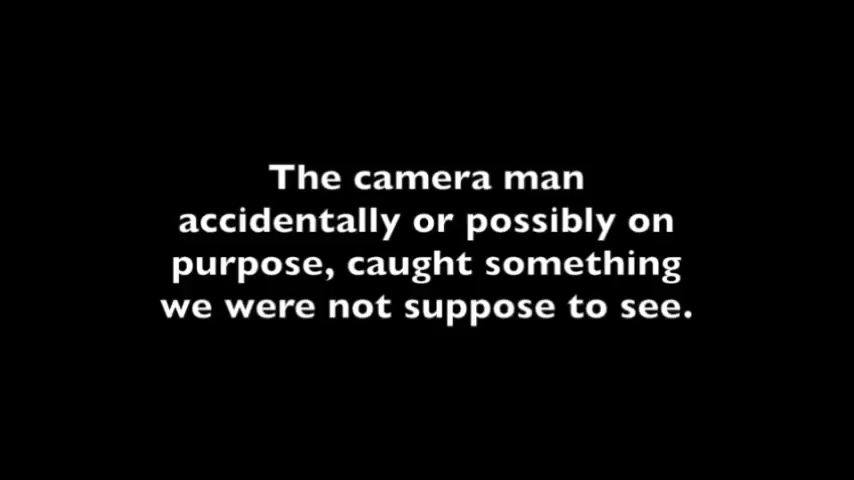 The camera man
accidentally or possibly on
purpose, caught something
we were not suppose to see.